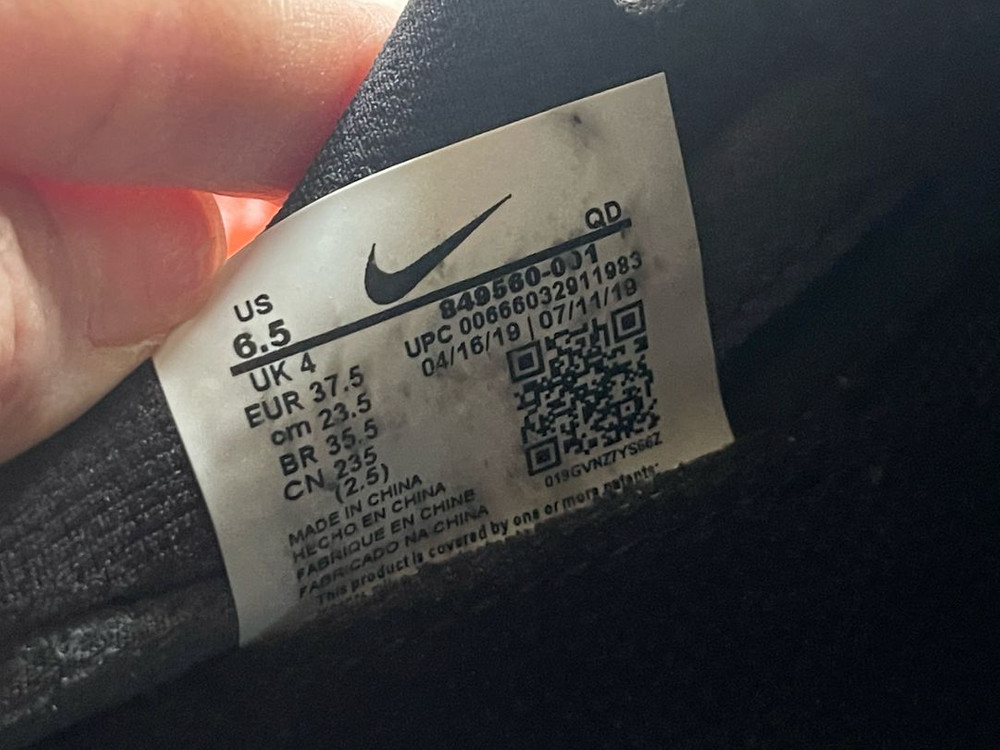 QD
US
6.5
849560-001
UPC 00666032911983
04/16/19 | 07/11/19
UK 4
EUR 37.5
cm 23.5
BR 35.5
CN 235
(2.5)
019GVNZ7YS66Z
MADE IN CHINA
HECHO EN CHINA
FABRIQUE EN CHINE
FABRICADO NA CHINA
This product is covered by one or more patents: